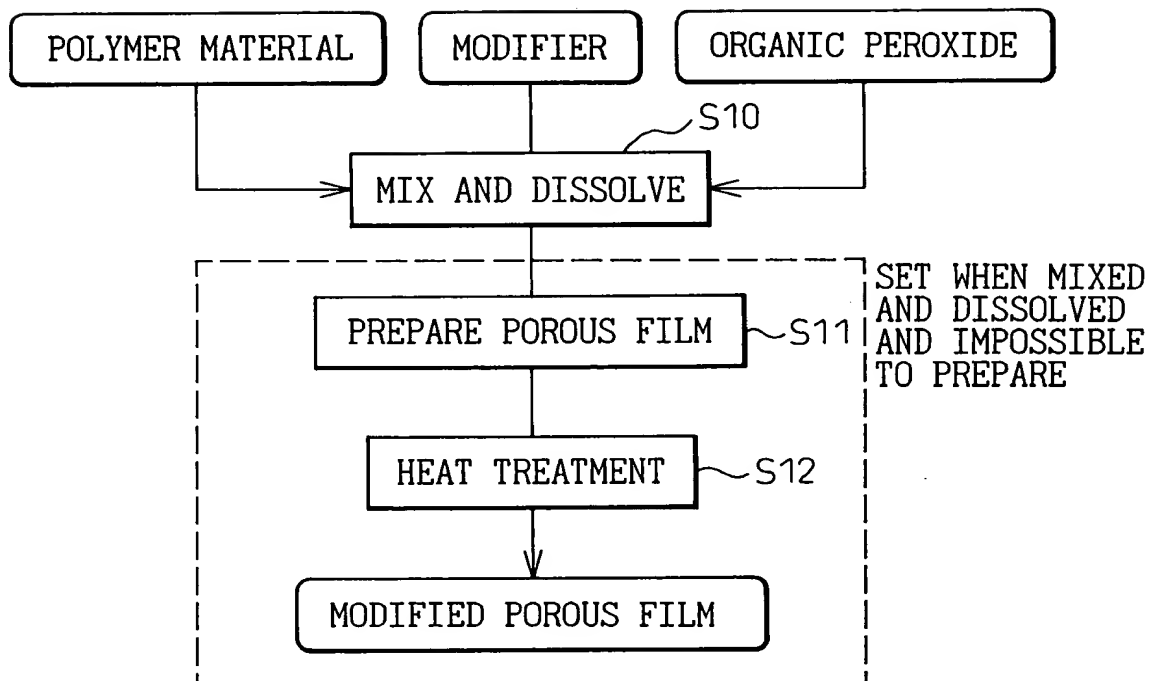 POLYMER MATERIAL
MODIFIER
ORGANIC PEROXIDE
S10
MIX AND DISSOLVE
SET WHEN MIXED
AND DISSOLVED
AND IMPOSSIBLE
TO PREPARE
PREPARE POROUS FILM
S11
HEAT TREATMENT
S12
MODIFIED POROUS FILM